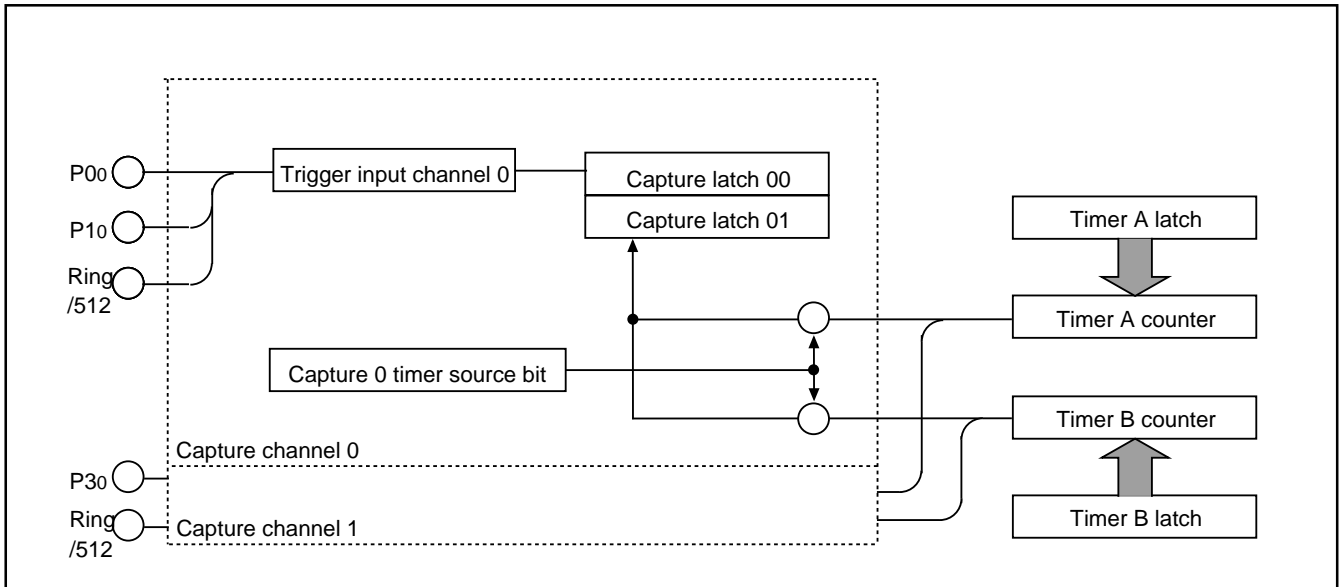 P00
Trigger input channel 0
Capture latch 00
P10
Capture latch 01
Timer A latch
Ring
/512
Timer A counter
Capture 0 timer source bit
Timer B counter
Capture channel 0
P30
Ring
/512
Capture channel 1
Timer B latch